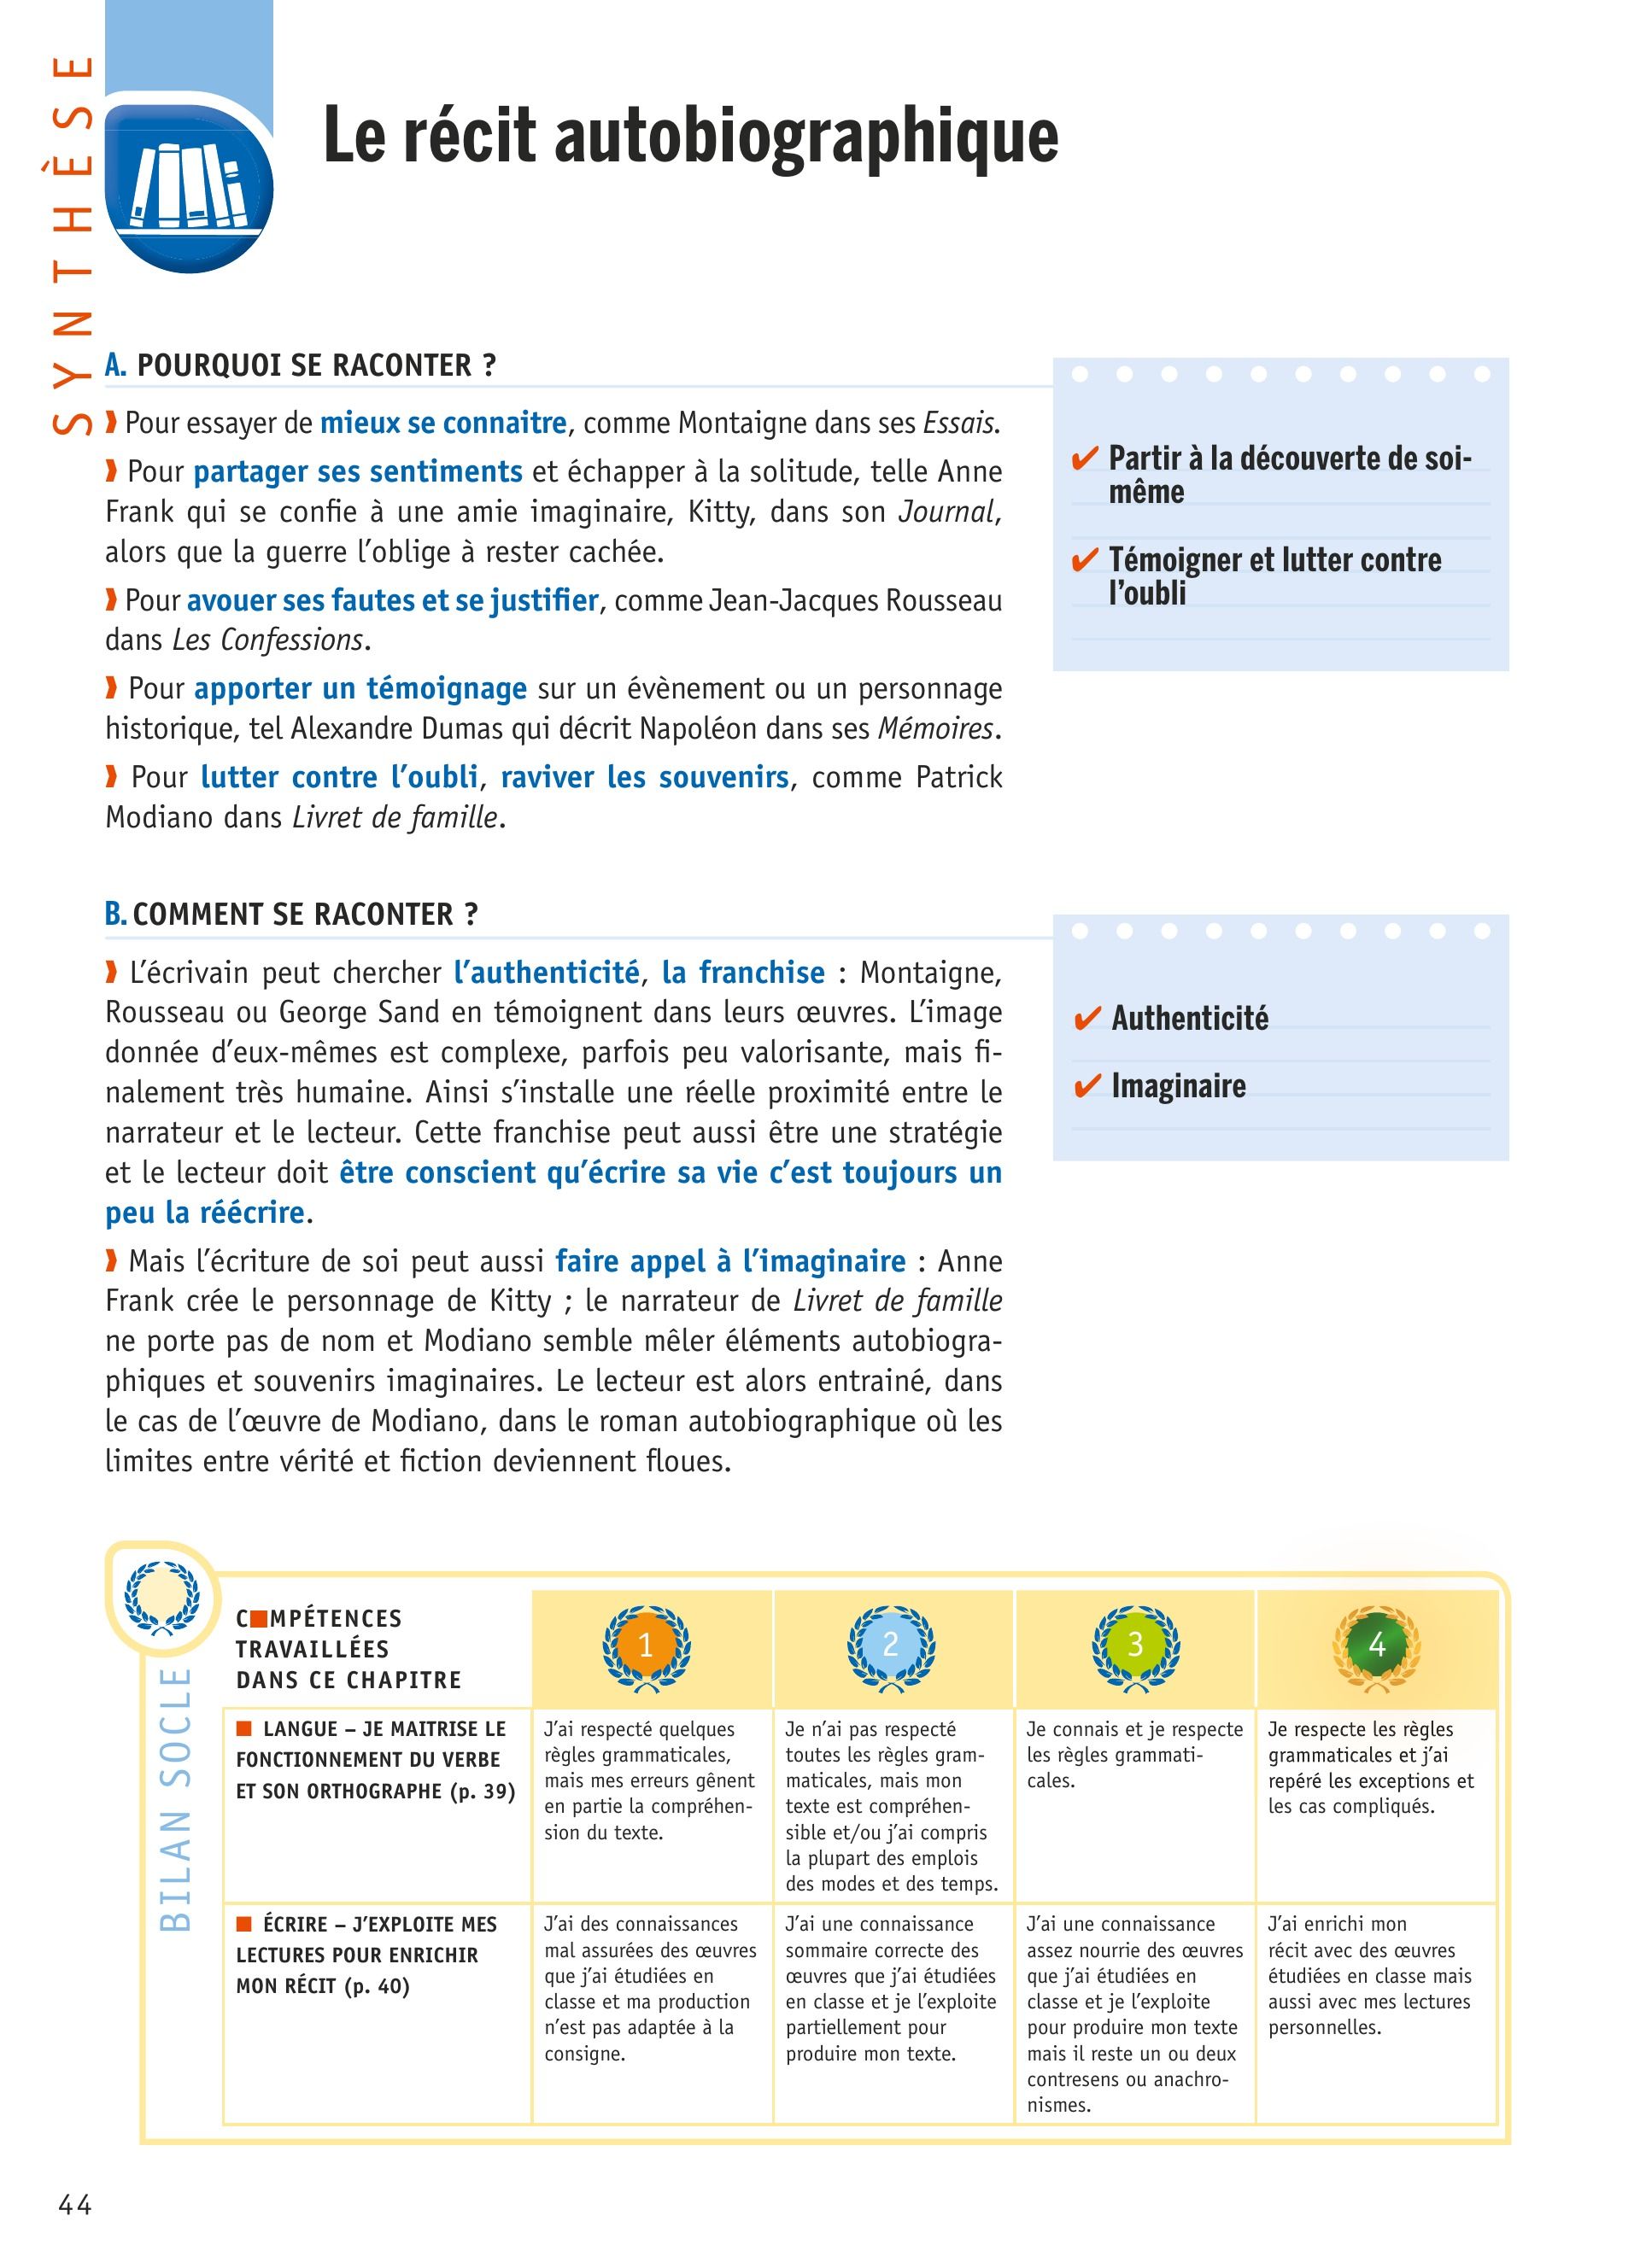 SYNTHÈSE
Le récit autobiographique
A. POURQUOI SE RACONTER ?
❱ Pour essayer de mieux se connaitre, comme Montaigne dans ses Essais.
❱ Pour partager ses sentiments et échapper à la solitude, telle Anne
Frank qui se confie à une amie imaginaire, Kitty, dans son Journal,
alors que la guerre l’oblige à rester cachée.
❱ Pour avouer ses fautes et se justifier, comme Jean-Jacques Rousseau
dans Les Confessions.
❱ Pour apporter un témoignage sur un évènement ou un personnage
historique, tel Alexandre Dumas qui décrit Napoléon dans ses Mémoires.
❱ Pour lutter contre l’oubli, raviver les souvenirs, comme Patrick
Modiano dans Livret de famille.
✔ Partir à la découverte de soi-
même
✔ Témoigner et lutter contre
l’oubli
B. COMMENT SE RACONTER ?
❱ L’écrivain peut chercher l’authenticité, la franchise : Montaigne,
Rousseau ou George Sand en témoignent dans leurs œuvres. L’image
donnée d’eux-mêmes est complexe, parfois peu valorisante, mais fi-
nalement très humaine. Ainsi s’installe une réelle proximité entre le
narrateur et le lecteur. Cette franchise peut aussi être une stratégie
et le lecteur doit être conscient qu’écrire sa vie c’est toujours un
peu la réécrire.
❱ Mais l’écriture de soi peut aussi faire appel à l’imaginaire : Anne
Frank crée le personnage de Kitty ; le narrateur de Livret de famille
ne porte pas de nom et Modiano semble mêler éléments autobiogra-
phiques et souvenirs imaginaires. Le lecteur est alors entrainé, dans
le cas de l’œuvre de Modiano, dans le roman autobiographique où les
limites entre vérité et fiction deviennent floues.
✔ Authenticité
✔ Imaginaire
BILAN SOCLE
C■MPÉTENCES
TRAVAILLÉES
DANS CE CHAPITRE
1
2
3
4
■ LANGUE – JE MAITRISE LE
FONCTIONNEMENT DU VERBE
ET SON ORTHOGRAPHE (p. 39)
J’ai respecté quelques
règles grammaticales,
mais mes erreurs gênent
en partie la compréhen-
sion du texte.
Je n’ai pas respecté
toutes les règles gram-
maticales, mais mon
texte est compréhen-
sible et/ou j’ai compris
la plupart des emplois
des modes et des temps.
Je connais et je respecte
les règles grammati-
cales.
Je respecte les règles
grammaticales et j’ai
repéré les exceptions et
les cas compliqués.
■ ÉCRIRE – J’EXPLOITE MES
LECTURES POUR ENRICHIR
MON RÉCIT (p. 40)
J’ai des connaissances
mal assurées des œuvres
que j’ai étudiées en
classe et ma production
n’est pas adaptée à la
consigne.
J’ai une connaissance
sommaire correcte des
œuvres que j’ai étudiées
en classe et je l’exploite
partiellement pour
produire mon texte.
J’ai une connaissance
assez nourrie des œuvres
que j’ai étudiées en
classe et je l’exploite
pour produire mon texte
mais il reste un ou deux
contresens ou anachro-
nismes.
J’ai enrichi mon
récit avec des œuvres
étudiées en classe mais
aussi avec mes lectures
personnelles.
44